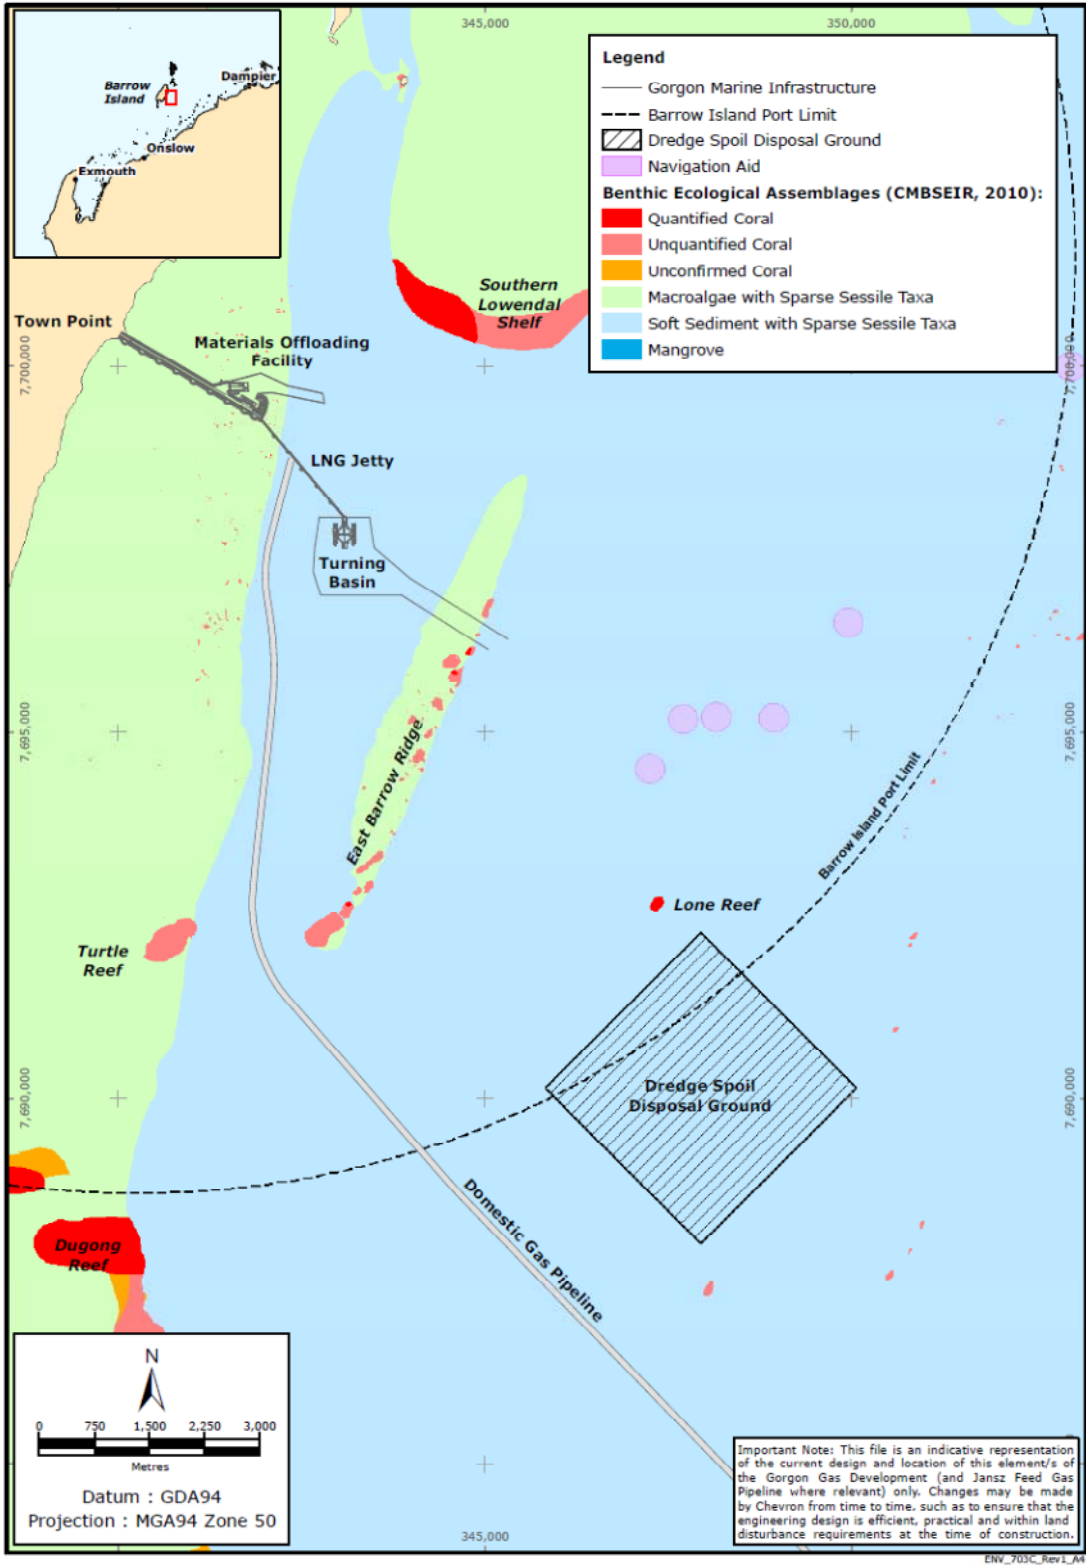 345,000
350,000
Barrow
Island
Dampier
Onslow
Exmouth
Legend
Gorgon Marine Infrastructure
Barrow Island Port Limit
Dredge Spoil Disposal Ground
Navigation Aid
Benthic Ecological Assemblages (CMBSEIR, 2010):
Quantified Coral
Unquantified Coral
Unconfirmed Coral
Macroalgae with Sparse Sessile Taxa
Soft Sediment with Sparse Sessile Taxa
Mangrove
Southern
Lowendal
Shelf
Town Point
Materials Offloading
Facility
7,700,000
7,700,000
LNG Jetty
Turning
Basin
7,695,000
7,695,000
East Barrow Ridge
Barrow Island Port Limit
Lone Reef
Turtle
Reef
7,690,000
7,690,000
Dredge Spoil
Disposal Ground
Domestic Gas Pipeline
Dugong
Reef
N
0 750 1,500 2,250 3,000
Metres
Datum : GDA94
Projection : MGA94 Zone 50
345,000
Important Note: This file is an indicative representation
of the current design and location of this element/s of
the Gorgon Gas Development (and Jansz Feed Gas
Pipeline where relevant) only. Changes may be made
by Chevron from time to time, such as to ensure that the
engineering design is efficient, practical and within land
disturbance requirements at the time of construction.
ENV_703C_Rev1_A4